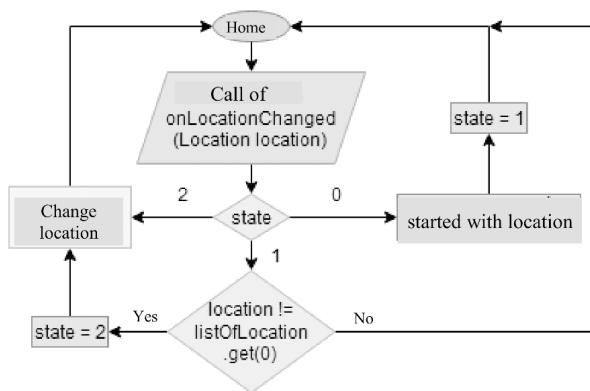 Home
Call of
onLocationChanged
(Location location)
state = 1
2
0
Change
location
state
started with location
1
location !=
listOfLocation
.get(0)
Yes
No
state = 2